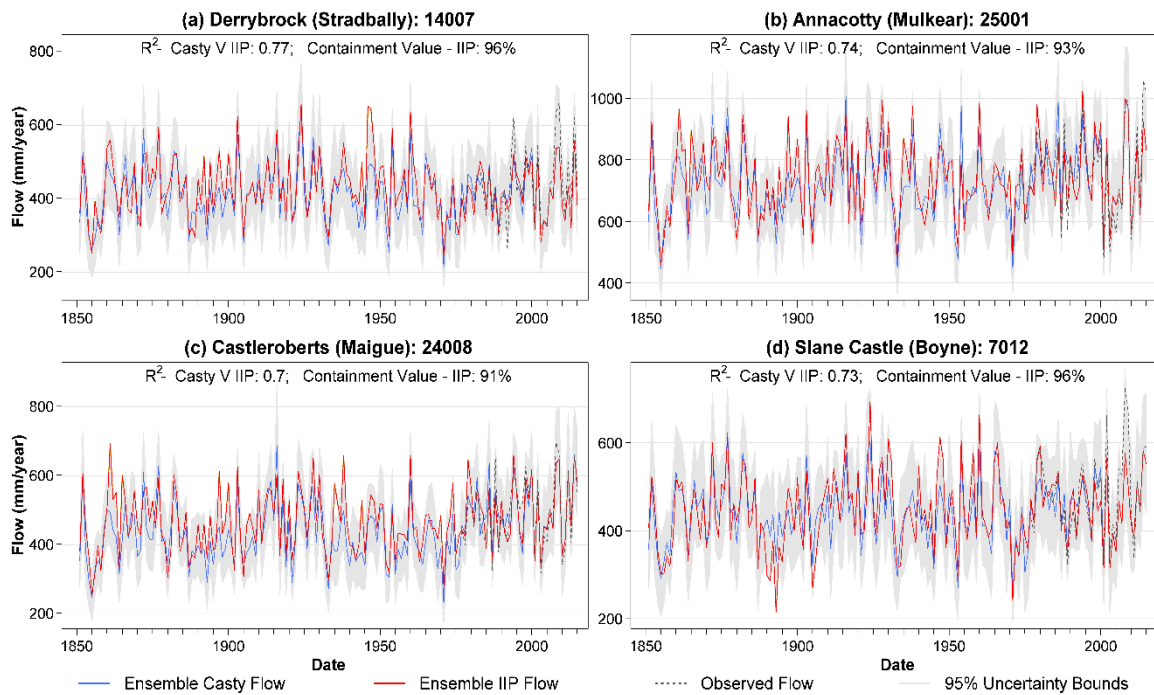 (a) Derrybrock (Stradbally): 14007
R²- Casty V IIP: 0.77; Containment Value - IIP: 96%
Flow (mm/year)
800
600
400
200
1850
1900
1950
2000
(b) Annacotty (Mulkear): 25001
R²- Casty V IIP: 0.74; Containment Value - IIP: 93%
1000
800
600
400
1850
1900
1950
2000
(c) Castleroberts (Maigue): 24008
R²- Casty V IIP: 0.7; Containment Value - IIP: 91%
Flow (mm/year)
800
600
400
200
1850
1900
1950
2000
Date
(d) Slane Castle (Boyne): 7012
R²- Casty V IIP: 0.73; Containment Value - IIP: 96%
600
400
200
1850
1900
1950
2000
Date
Ensemble Casty Flow
Ensemble IIP Flow
Observed Flow
95% Uncertainty Bounds